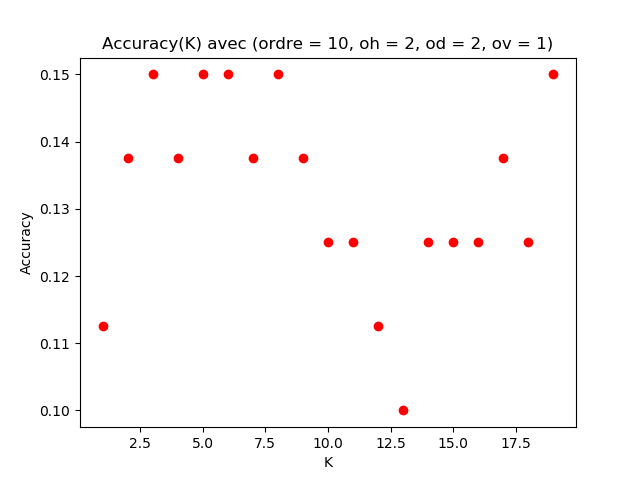 Accuracy(K) avec (ordre = 10, oh = 2, od = 2, ov = 1)
0.15
0.14
0.13
0.12
0.11
0.10
Accuracy
2.5 5.0 7.5 10.0 12.5 15.0 17.5
K